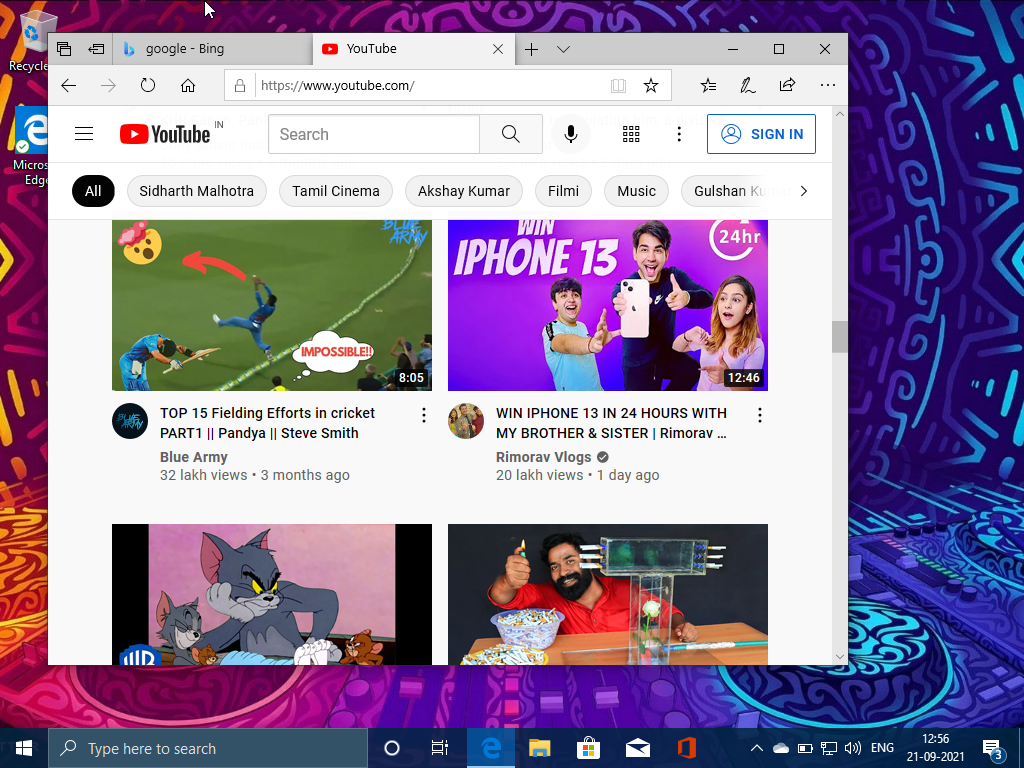 Recycle
Micros
Edge
google - Bing
YouTube
https://www.youtube.com/
YouTube IN
Search
SIGN IN
All
Sidharth Malhotra
Tamil Cinema
Akshay Kumar
Filmi
Music
Gulshan Kumar
BLUE
ARMY
IMPOSSIBLE!!
8:05
WIN
IPHONE 13
24hr
12:46
BLUE
ARMY
TOP 15 Fielding Efforts in cricket
PART1 || Pandya || Steve Smith
Blue Army
32 lakh views • 3 months ago
WIN IPHONE 13 IN 24 HOURS WITH
MY BROTHER & SISTER | Rimorav ...
Rimorav Vlogs
20 lakh views • 1 day ago
Type here to search
ENG
12:56
21-09-2021
3